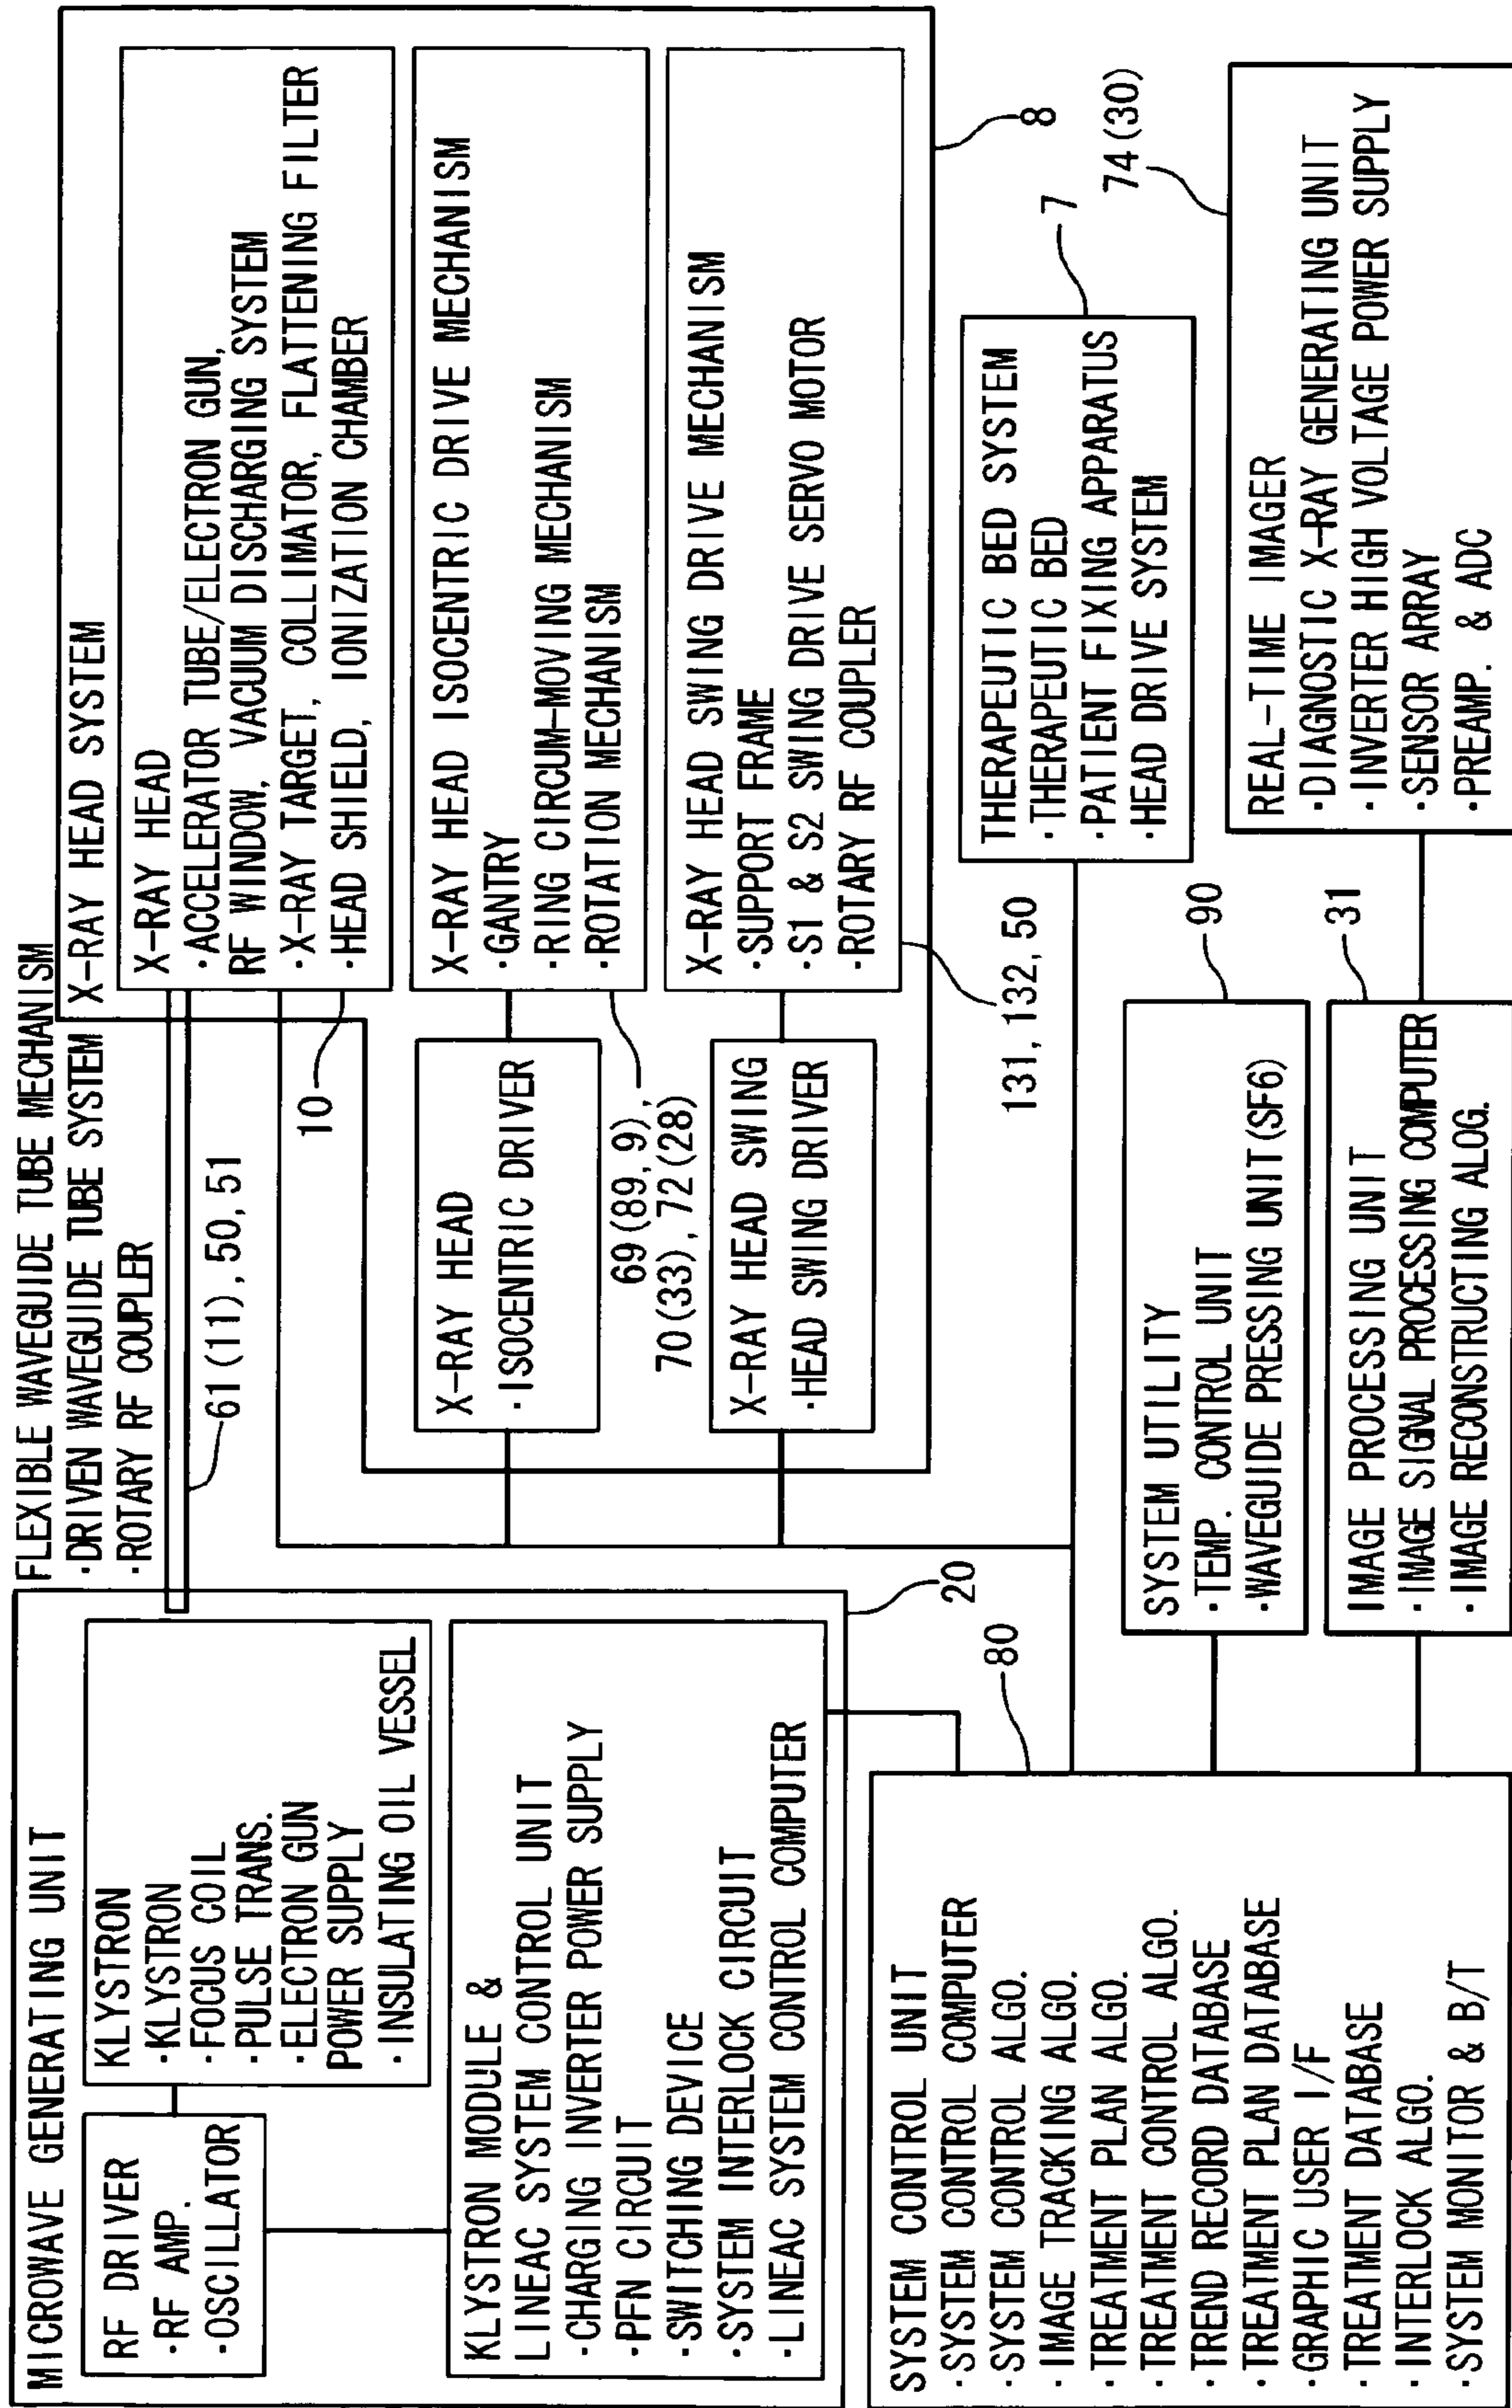 MICROWAVE GENERATING UNIT
RF DRIVER
·RF AMP.
·OSCILLATOR
KLYSTRON
·KLYSTRON
·FOCUS COIL
·PULSE TRANS.
·ELECTRON GUN
POWER SUPPLY
·INSULATING OIL VESSEL
KLYSTRON MODULE &
LINEAC SYSTEM CONTROL UNIT
·CHARGING INVERTER POWER SUPPLY
·PFN CIRCUIT
·SWITCHING DEVICE
·SYSTEM INTERLOCK CIRCUIT
·LINEAC SYSTEM CONTROL COMPUTER
20
FLEXIBLE WAVEGUIDE TUBE MECHANISM
·DRIVEN WAVEGUIDE TUBE SYSTEM
·ROTARY RF COUPLER
61(11), 50, 51
X-RAY HEAD SYSTEM
X-RAY HEAD
·ACCELERATOR TUBE/ELECTRON GUN,
RF WINDOW, VACUUM DISCHARGING SYSTEM
·X-RAY TARGET, COLLIMATOR, FLATTENING FILTER
·HEAD SHIELD, IONIZATION CHAMBER
10
X-RAY HEAD
·ISOCENTRIC DRIVER
X-RAY HEAD ISOCENTRIC DRIVE MECHANISM
·GANTRY
·RING CIRCUM-MOVING MECHANISM
·ROTATION MECHANISM
69(89, 9),
70(33), 72(28)
X-RAY HEAD SWING
·HEAD SWING DRIVER
X-RAY HEAD SWING DRIVE MECHANISM
·SUPPORT FRAME
·S1 & S2 SWING DRIVE SERVO MOTOR
·ROTARY RF COUPLER
131, 132, 50
8
SYSTEM CONTROL UNIT
·SYSTEM CONTROL COMPUTER
·SYSTEM CONTROL ALGO.
·IMAGE TRACKING ALGO.
·TREATMENT PLAN ALGO.
·TREATMENT CONTROL ALGO.
·TREND RECORD DATABASE
·TREATMENT PLAN DATABASE
·GRAPHIC USER I/F
·TREATMENT DATABASE
·INTERLOCK ALGO.
·SYSTEM MONITOR & B/T
80
THERAPEUTIC BED SYSTEM
·THERAPEUTIC BED
·PATIENT FIXING APPARATUS
·HEAD DRIVE SYSTEM
7
SYSTEM UTILITY
·TEMP. CONTROL UNIT
·WAVEGUIDE PRESSING UNIT(SF6)
90
IMAGE PROCESSING UNIT
·IMAGE SIGNAL PROCESSING COMPUTER
·IMAGE RECONSTRUCTING ALOG.
31
REAL-TIME IMAGER
·DIAGNOSTIC X-RAY GENERATING UNIT
·INVERTER HIGH VOLTAGE POWER SUPPLY
·SENSOR ARRAY
·PREAMP. & ADC
74(30)